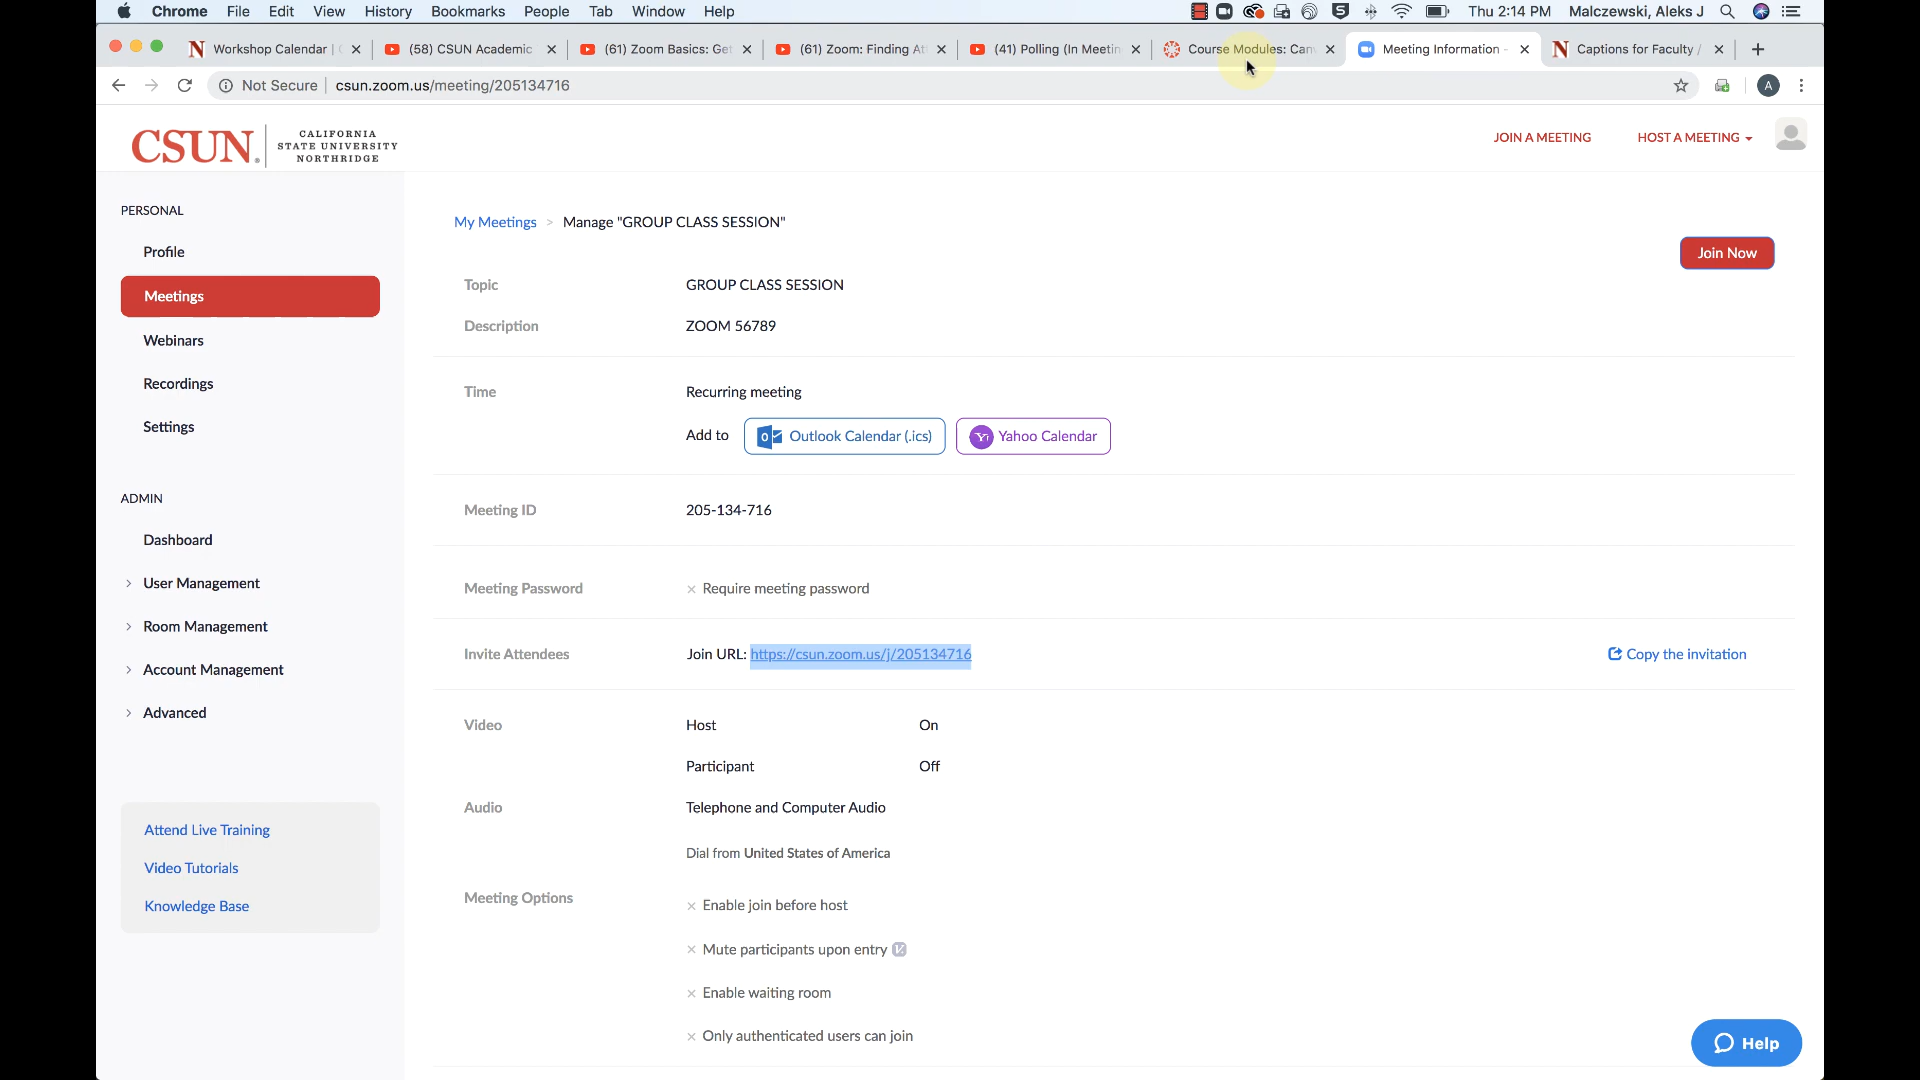 Chrome File Edit View History Bookmarks People Tab Window Help Thu 2:14 PM Malczewski, Aleks J
Workshop Calendar | (58) CSUN Academic (61) Zoom Basics: Get (61) Zoom: Finding At (41) Polling (In Meetin Course Modules: Can Meeting Information - Captions for Faculty /
Not Secure | csun.zoom.us/meeting/205134716 A
CSUN CALIFORNIA
STATE UNIVERSITY
NORTHRIDGE
JOIN A MEETING HOST A MEETING
PERSONAL
Profile
Meetings
Webinars
Recordings
Settings
ADMIN
Dashboard
User Management
Room Management
Account Management
Advanced
Attend Live Training
Video Tutorials
Knowledge Base
My Meetings > Manage "GROUP CLASS SESSION"
Join Now
Topic GROUP CLASS SESSION
Description ZOOM 56789
Time Recurring meeting
Add to Outlook Calendar (.ics) Yahoo Calendar
Meeting ID 205-134-716
Meeting Password × Require meeting password
Invite Attendees Join URL: https://csun.zoom.us/j/205134716 Copy the invitation
Video Host On
Participant Off
Audio Telephone and Computer Audio
Dial from United States of America
Meeting Options × Enable join before host
× Mute participants upon entry
× Enable waiting room
× Only authenticated users can join
Help